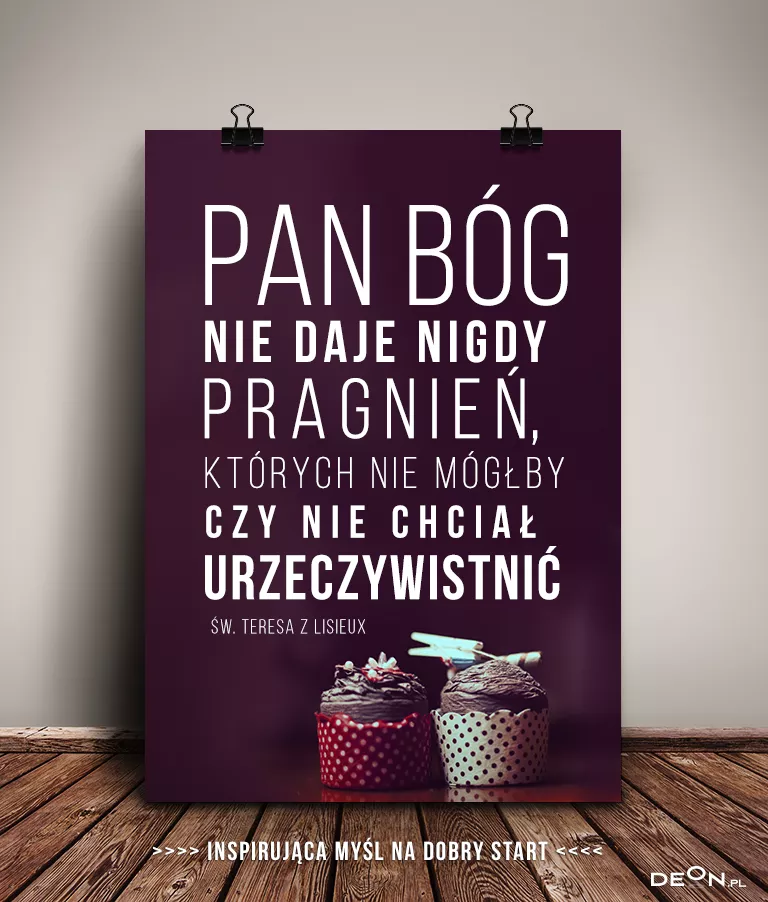 PAN BÓG
NIE DAJE NIGDY
PRAGNIEŃ,
KTÓRYCH NIE MÓGŁBY
CZY NIE CHCIAŁ
URZECZYWISTNIĆ
ŚW. TERESA Z LISIEUX
>>>> INSPIRUJĄCA MYŚL NA DOBRY START <<<<
DEON.PL